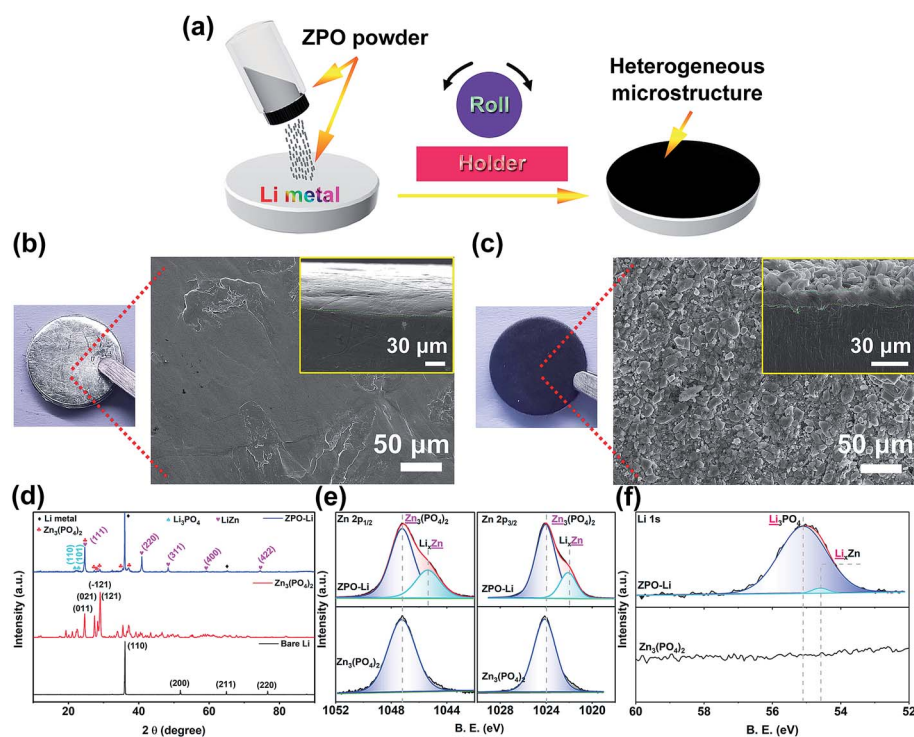 (a)
ZPO powder
Li metal
Roll
Holder
Heterogeneous
microstructure
(b)
30 μm
50 μm
(c)
30 μm
50 μm
(d)
Li metal
Zn₃(PO₄)₂
Li₃PO₄
LiZn
ZPO-Li
(110)
(101)
(111)
(220)
(311)
(400)
(422)
Zn₃(PO₄)₂
(-121)
(021)
(121)
(011)
Bare Li
(110)
(200)
(211)
(220)
20
40
60
80
2 θ (degree)
Intensity (a.u.)
(e)
Zn 2p₁/₂
Zn₃(PO₄)₂
LiₓZn
ZPO-Li
Zn₃(PO₄)₂
Zn 2p₃/₂
Zn₃(PO₄)₂
LiₓZn
ZPO-Li
Zn₃(PO₄)₂
1052
1048
1044
1028
1024
1020
B. E. (eV)
Intensity (a.u.)
(f)
Li 1s
Li₃PO₄
LiₓZn
ZPO-Li
Zn₃(PO₄)₂
60
58
56
54
52
B. E. (eV)
Intensity (a.u.)